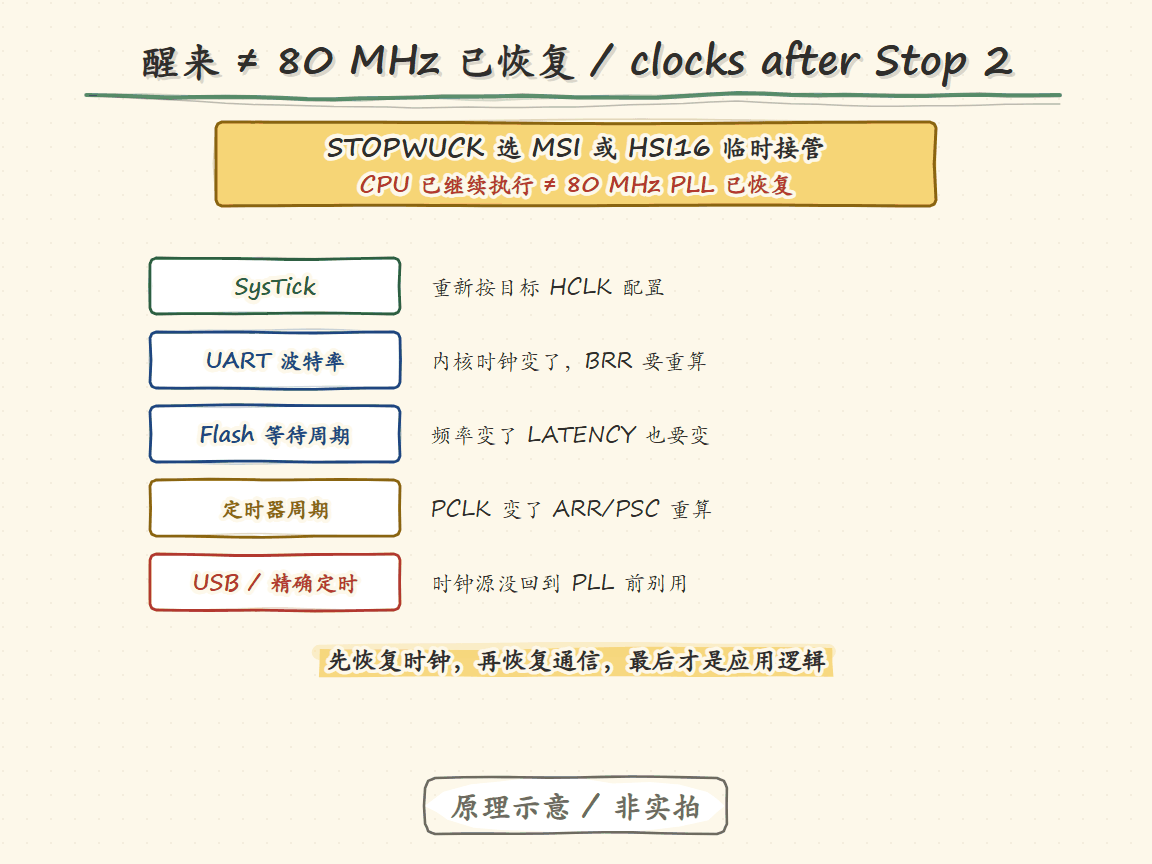 醒来 ≠ 80 MHz 已恢复 / clocks after Stop 2
STOPWUCK 选 MSI 或 HSI16 临时接管
CPU 已继续执行 ≠ 80 MHz PLL 已恢复
SysTick 重新按目标 HCLK 配置
UART 波特率 内核时钟变了，BRR 要重算
Flash 等待周期 频率变了 LATENCY 也要变
定时器周期 PCLK 变了 ARR/PSC 重算
USB / 精确定时 时钟源没回到 PLL 前别用
先恢复时钟，再恢复通信，最后才是应用逻辑
原理示意 / 非实拍